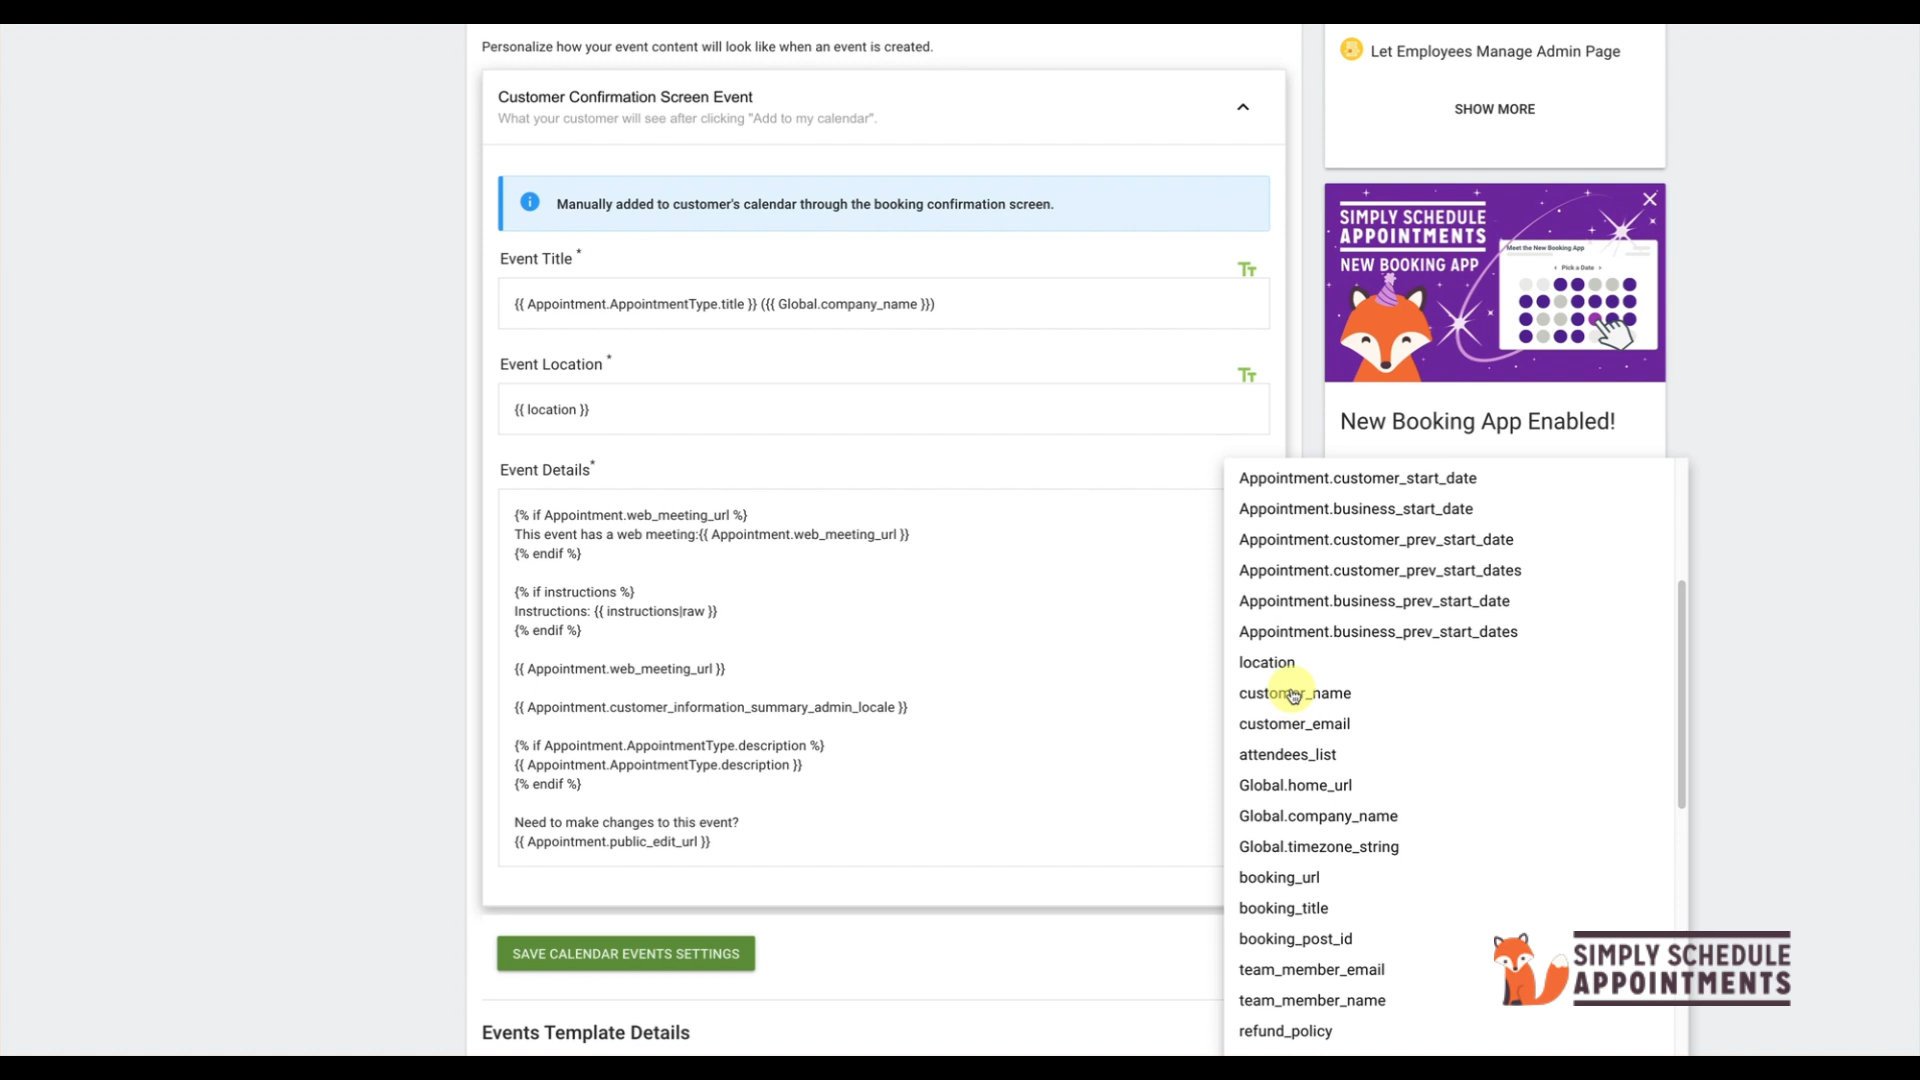 Personalize how your event content will look like when an event is created.
Customer Confirmation Screen Event
What your customer will see after clicking "Add to my calendar".
Manually added to customer's calendar through the booking confirmation screen.
Event Title *
{{ Appointment.AppointmentType.title }} ({{ Global.company_name }})
Event Location *
{{ location }}
Event Details*
{% if Appointment.web_meeting_url %}
This event has a web meeting:{{ Appointment.web_meeting_url }}
{% endif %}
{% if instructions %}
Instructions: {{ instructions|raw }}
{% endif %}
{{ Appointment.web_meeting_url }}
{{ Appointment.customer_information_summary_admin_locale }}
{% if Appointment.AppointmentType.description %}
{{ Appointment.AppointmentType.description }}
{% endif %}
Need to make changes to this event?
{{ Appointment.public_edit_url }}
SAVE CALENDAR EVENTS SETTINGS
Events Template Details
Let Employees Manage Admin Page
SHOW MORE
SIMPLY SCHEDULE
APPOINTMENTS
NEW BOOKING APP
Meet the New Booking App
< Pick a Date >
New Booking App Enabled!
Appointment.customer_start_date
Appointment.business_start_date
Appointment.customer_prev_start_date
Appointment.customer_prev_start_dates
Appointment.business_prev_start_date
Appointment.business_prev_start_dates
location
customer_name
customer_email
attendees_list
Global.home_url
Global.company_name
Global.timezone_string
booking_url
booking_title
booking_post_id
team_member_email
team_member_name
refund_policy
SIMPLY SCHEDULE
APPOINTMENTS